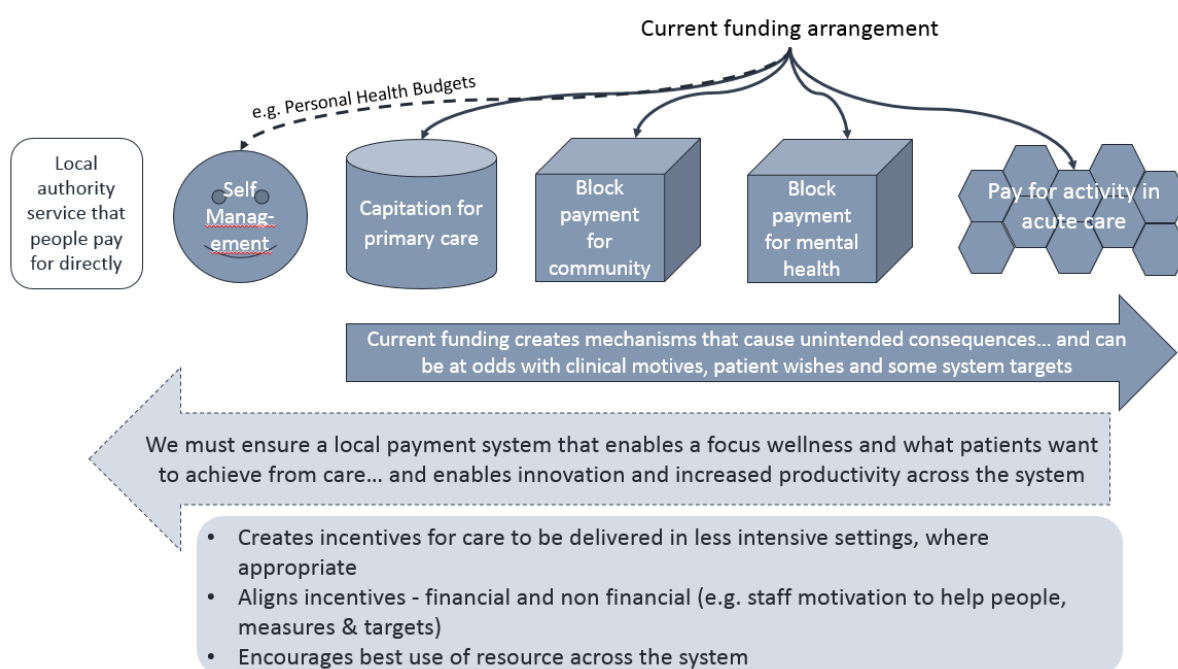 Current funding arrangement
e.g. Personal Health Budgets
Local
authority
service that
people pay
for directly
Self
Manag-
ement
Capitation for
primary care
Block
payment
for
community
Block
payment
for mental
health
Pay for activity in
acute care
Current funding creates mechanisms that cause unintended consequences... and can
be at odds with clinical motives, patient wishes and some system targets
We must ensure a local payment system that enables a focus wellness and what patients want
to achieve from care... and enables innovation and increased productivity across the system
• Creates incentives for care to be delivered in less intensive settings, where
appropriate
• Aligns incentives - financial and non financial (e.g. staff motivation to help people,
measures & targets)
• Encourages best use of resource across the system